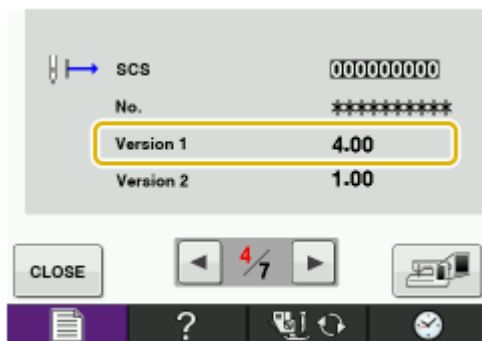 SCS 000000000
No. **********
Version 1 4.00
Version 2 1.00
CLOSE 4/7
?